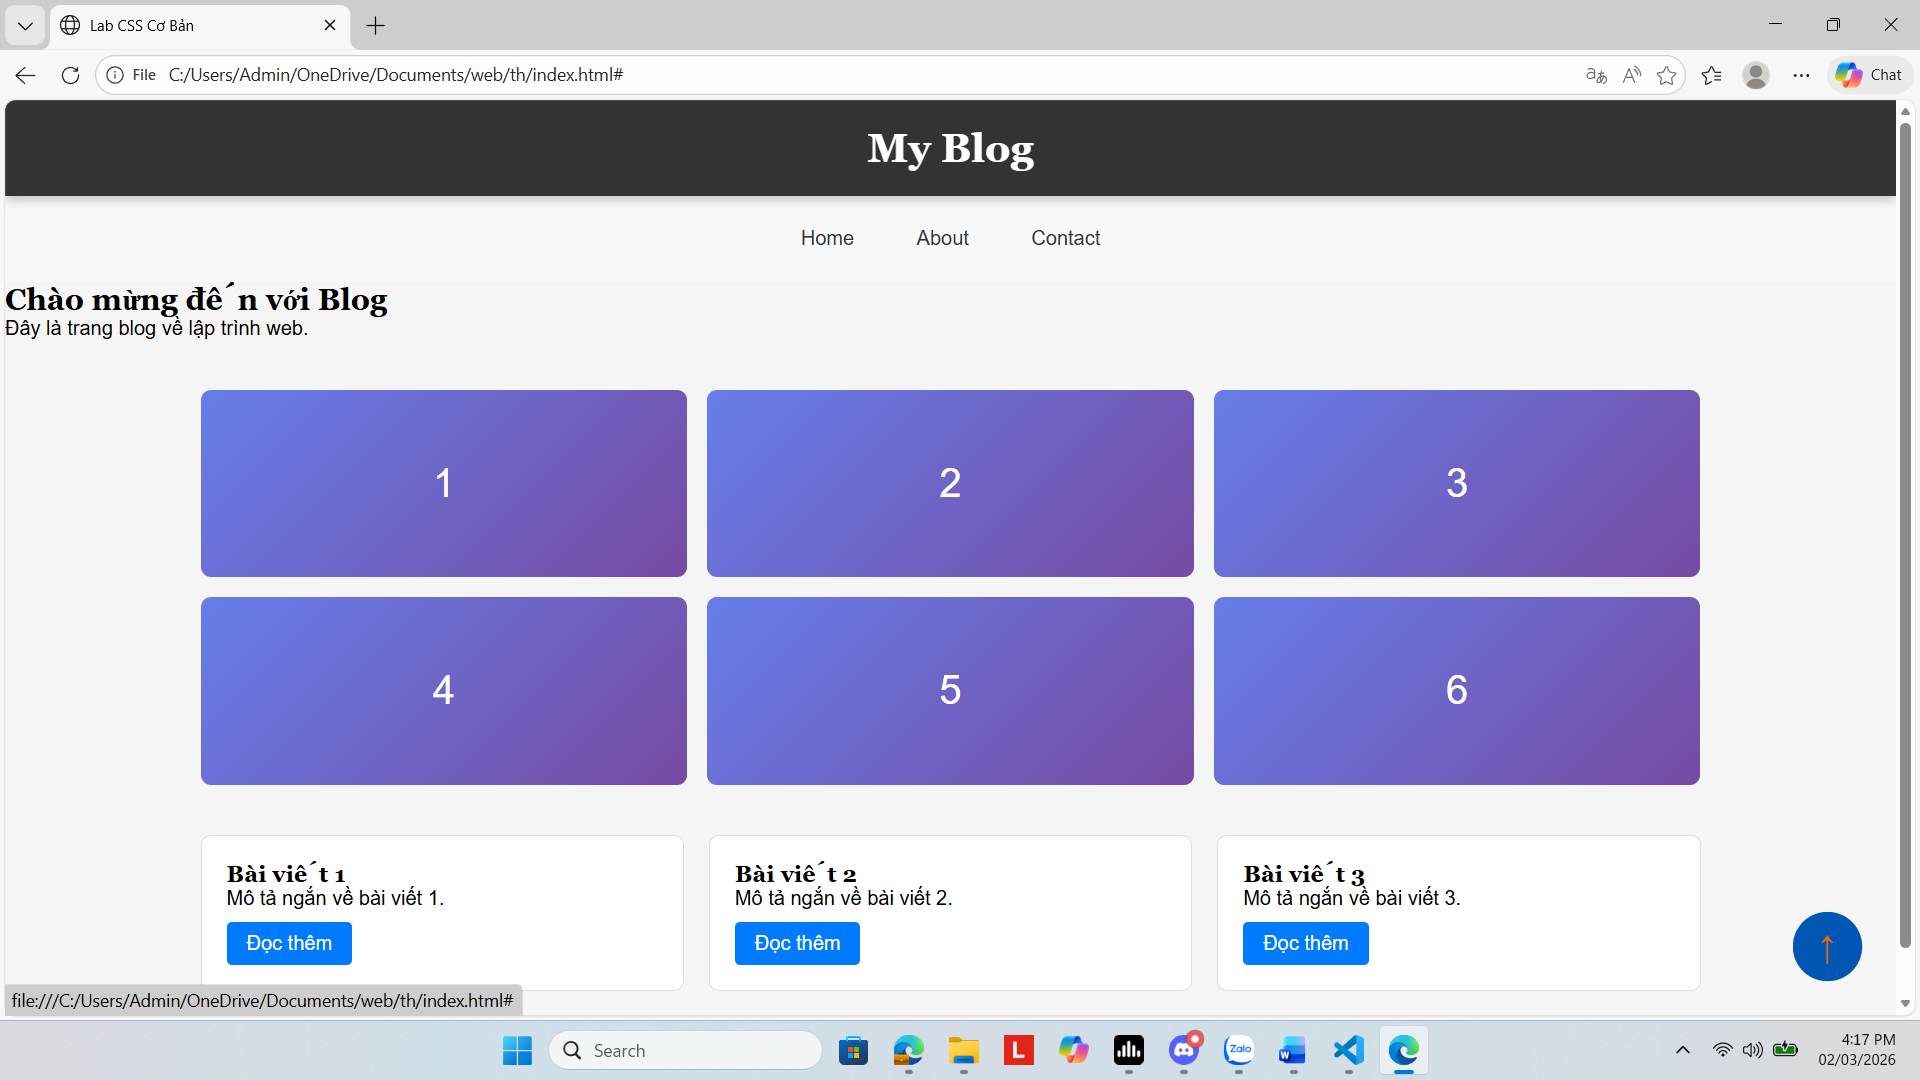 Lab CSS Cơ Bản
File C:/Users/Admin/OneDrive/Documents/web/th/index.html#
Chat
My Blog
Home About Contact
Chào mừng đến với Blog
Đây là trang blog về lập trình web.
1 2 3
4 5 6
Bài viết 1
Mô tả ngắn về bài viết 1.
Đọc thêm
Bài viết 2
Mô tả ngắn về bài viết 2.
Đọc thêm
Bài viết 3
Mô tả ngắn về bài viết 3.
Đọc thêm
↑
file:///C:/Users/Admin/OneDrive/Documents/web/th/index.html#
Search
L
Zalo
W
4:17 PM
02/03/2026